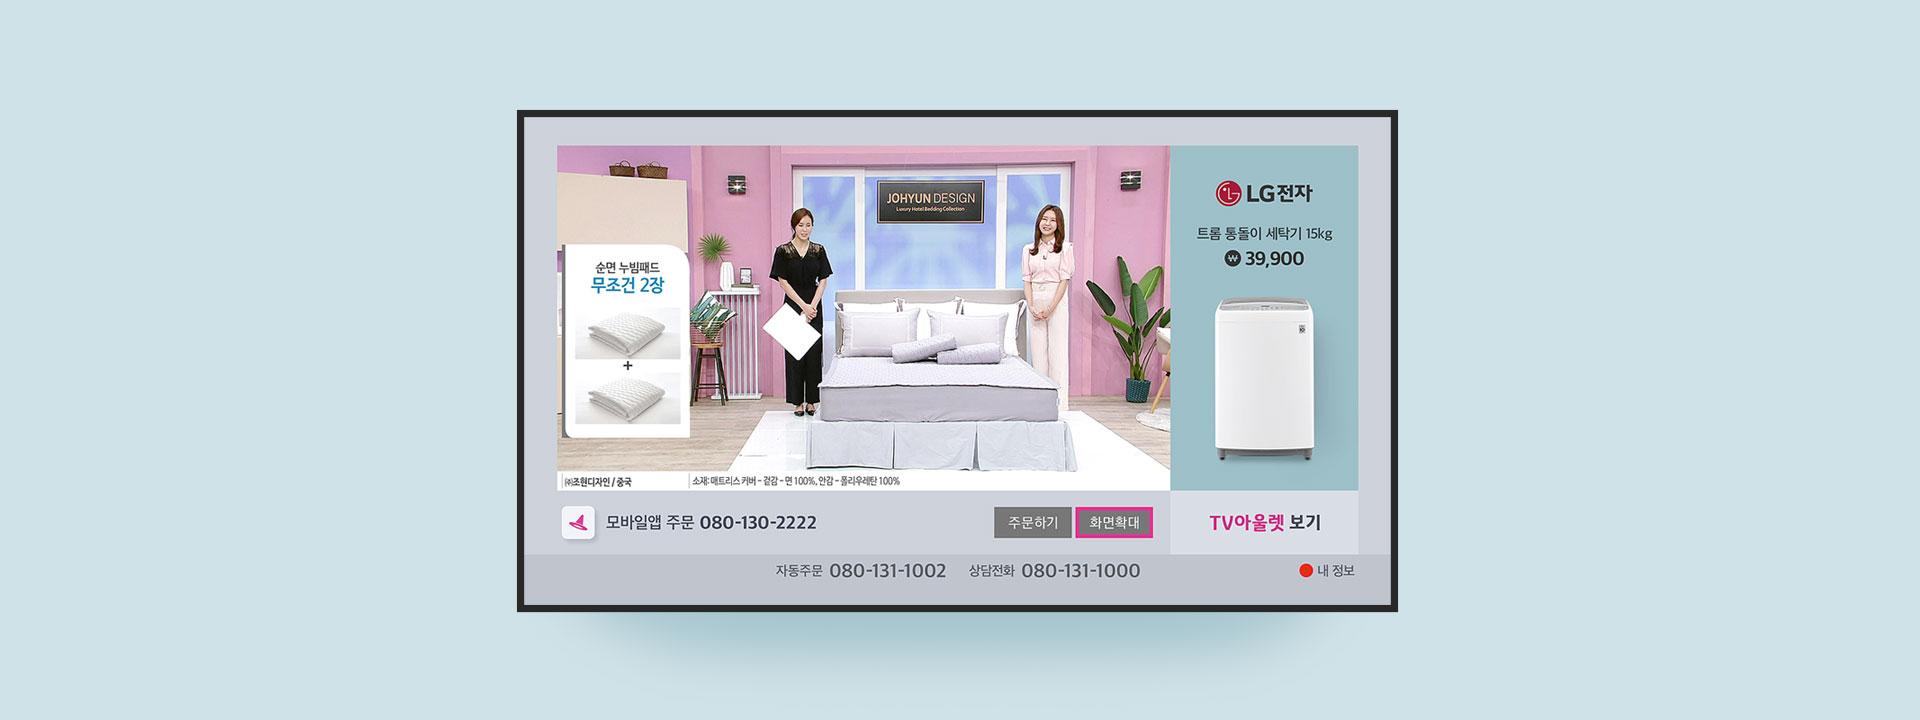 JOHYUN DESIGN
Luxury Hotel Bedding Collection
순면 누빔패드
무조건 2장
+
㈜조현디자인 / 중국
소재: 매트리스 커버 - 겉감 - 면 100%, 안감 - 폴리우레탄 100%
LG전자
트롬 통돌이 세탁기 15kg
₩ 39,900
모바일앱 주문 080-130-2222
주문하기
화면확대
TV아울렛 보기
자동주문 080-131-1002
상담전화 080-131-1000
내 정보